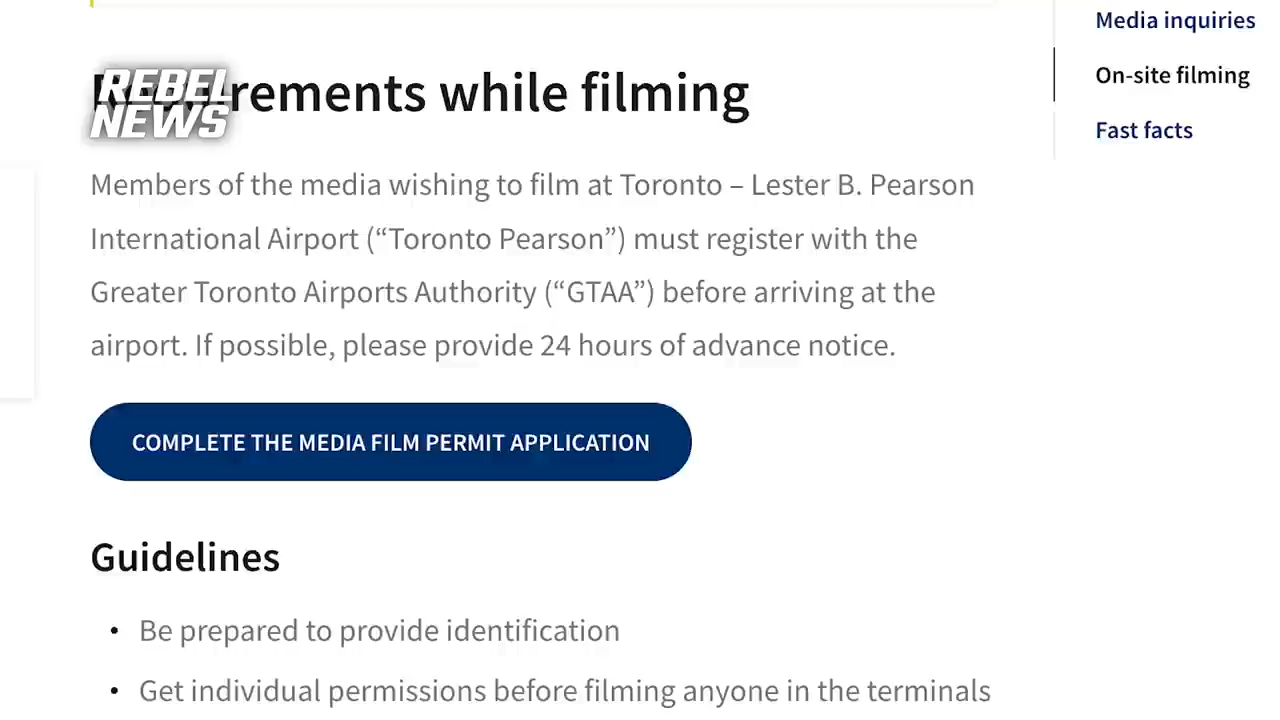 Media inquiries
On-site filming
Fast facts
REBEL
NEWS
rements while filming
Members of the media wishing to film at Toronto – Lester B. Pearson
International Airport (“Toronto Pearson”) must register with the
Greater Toronto Airports Authority (“GTAA”) before arriving at the
airport. If possible, please provide 24 hours of advance notice.
COMPLETE THE MEDIA FILM PERMIT APPLICATION
Guidelines
• Be prepared to provide identification
• Get individual permissions before filming anyone in the terminals